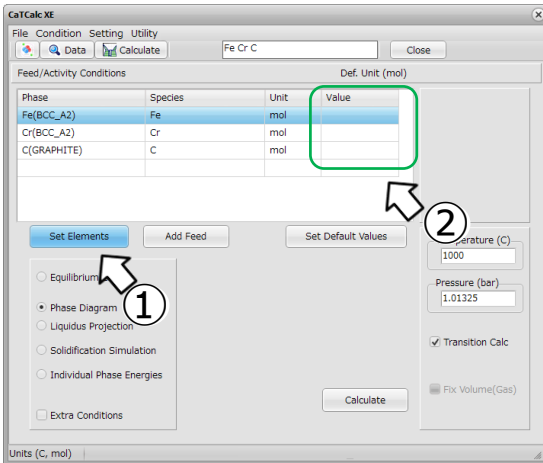 CaTCalc XE
File Condition Setting Utility
Data Calculate Fe Cr C Close
Feed/Activity Conditions Def. Unit (mol)
Phase Species Unit Value
Fe(BCC_A2) Fe mol
Cr(BCC_A2) Cr mol
C(GRAPHITE) C mol
Set Elements Add Feed Set Default Values
2
erature (C)
1000
1
Equilibrium
Pressure (bar)
1.01325
Phase Diagram
Liquidus Projection
Transition Calc
Solidification Simulation
Individual Phase Energies
Fix Volume(Gas)
Calculate
Extra Conditions
Units (C, mol)